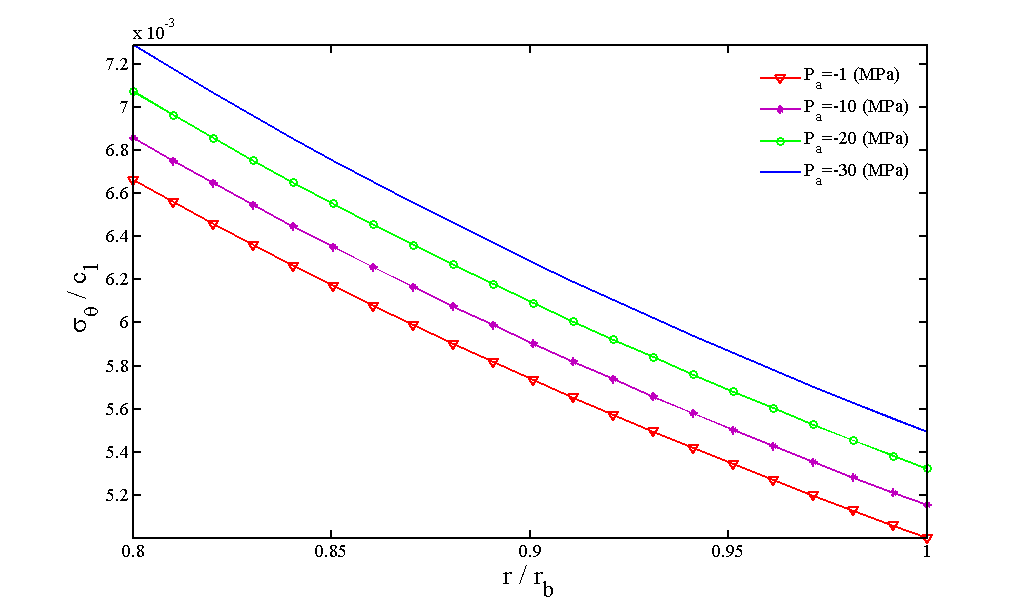 x 10^-3
7.2
7
6.8
6.6
6.4
6.2
6
5.8
5.6
5.4
5.2
σ_θ / c_1
0.8 0.85 0.9 0.95 1
r / r_b
P_a=-1 (MPa)
P_a=-10 (MPa)
P_a=-20 (MPa)
P_a=-30 (MPa)